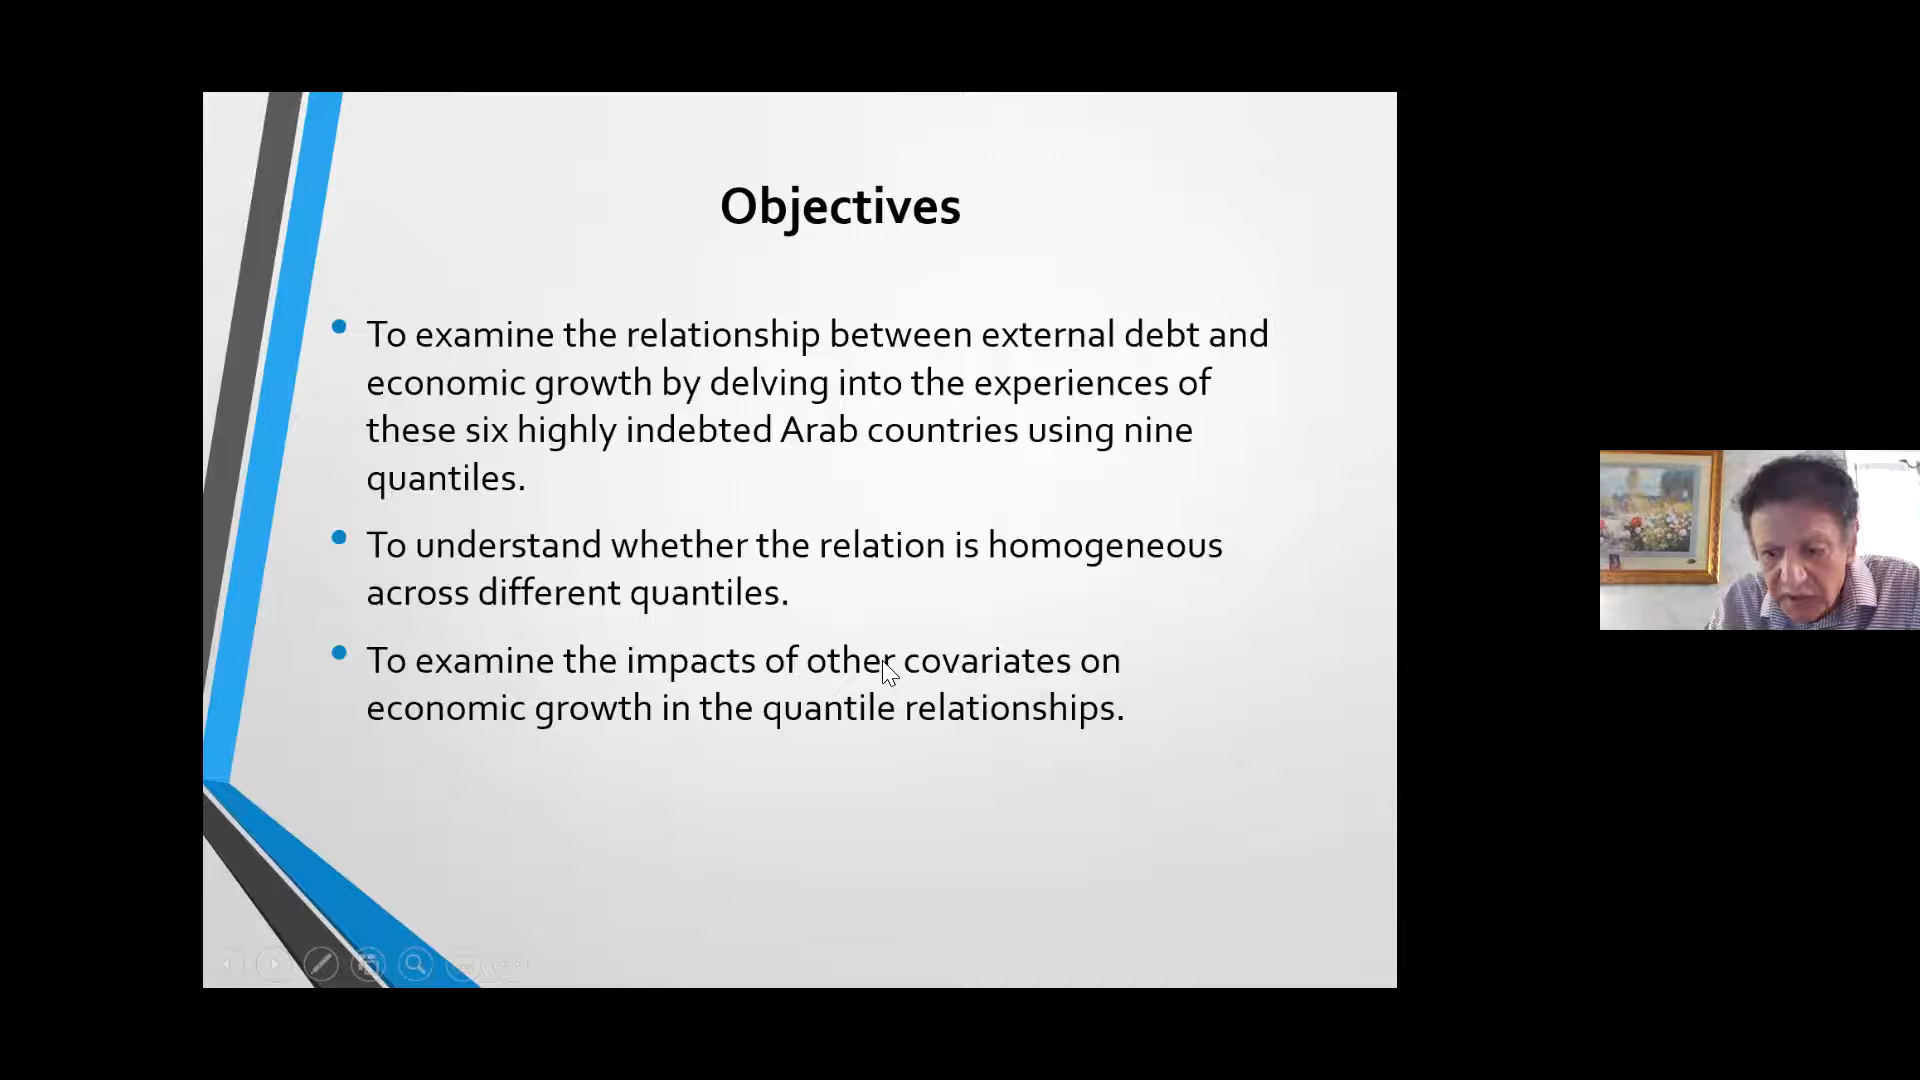 Objectives
• To examine the relationship between external debt and
economic growth by delving into the experiences of
these six highly indebted Arab countries using nine
quantiles.
• To understand whether the relation is homogeneous
across different quantiles.
• To examine the impacts of other covariates on
economic growth in the quantile relationships.